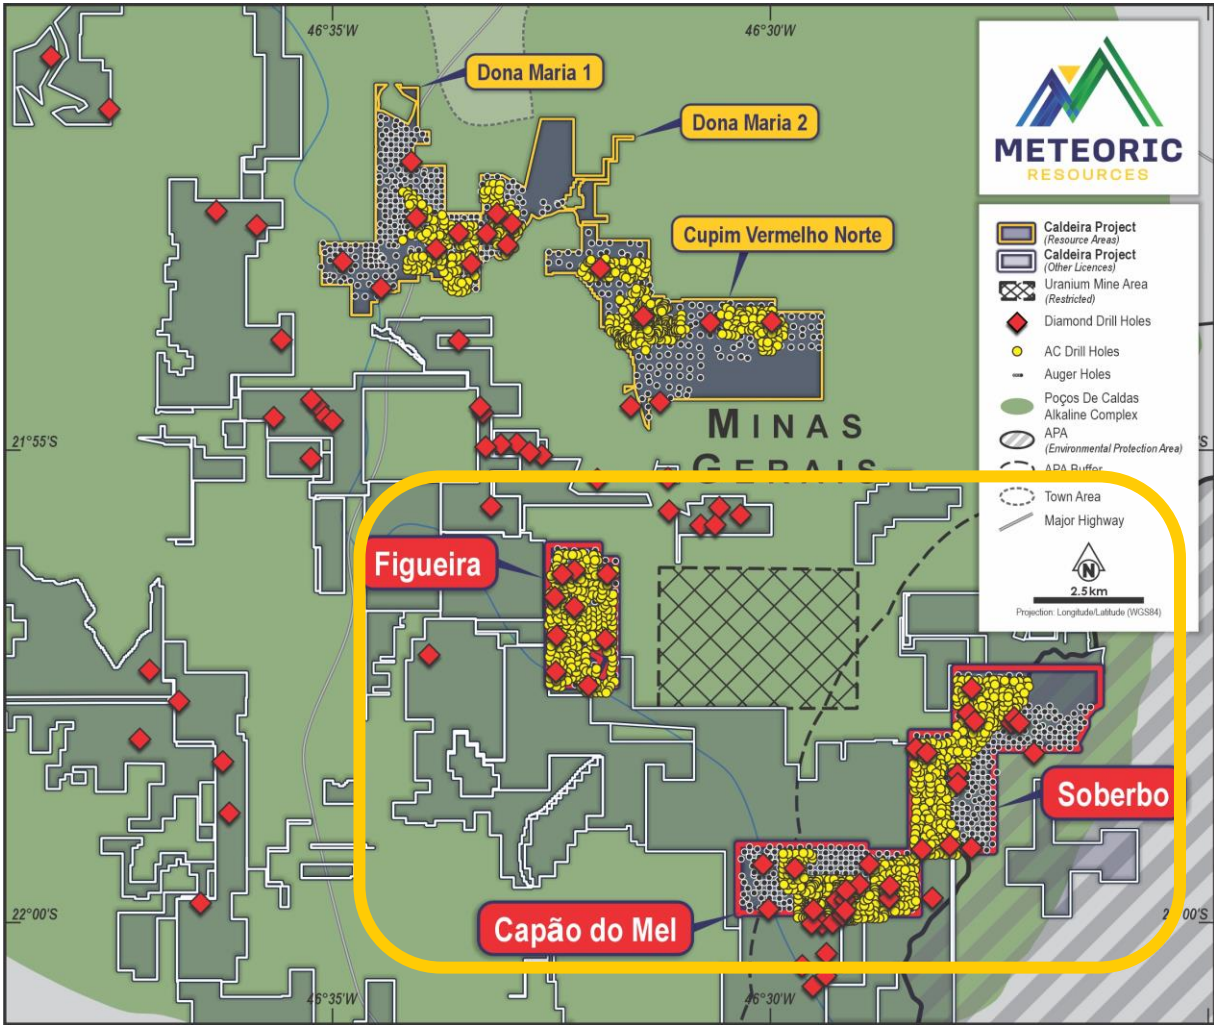 46°35'W
46°30'W
Dona Maria 1
Dona Maria 2
Cupim Vermelho Norte
METEORIC
RESOURCES
Caldeira Project
(Resource Areas)
Caldeira Project
(Other Licences)
Uranium Mine Area
(Restricted)
Diamond Drill Holes
AC Drill Holes
Auger Holes
Poços De Caldas
Alkaline Complex
APA
(Environmental Protection Area)
APA Buffer
Town Area
Major Highway
N
2.5km
Projection: Longitude/Latitude (WGS84)
21°55'S
MINAS
GERAIS
Figueira
Soberbo
Capão do Mel
22°00'S
46°35'W
46°30'W